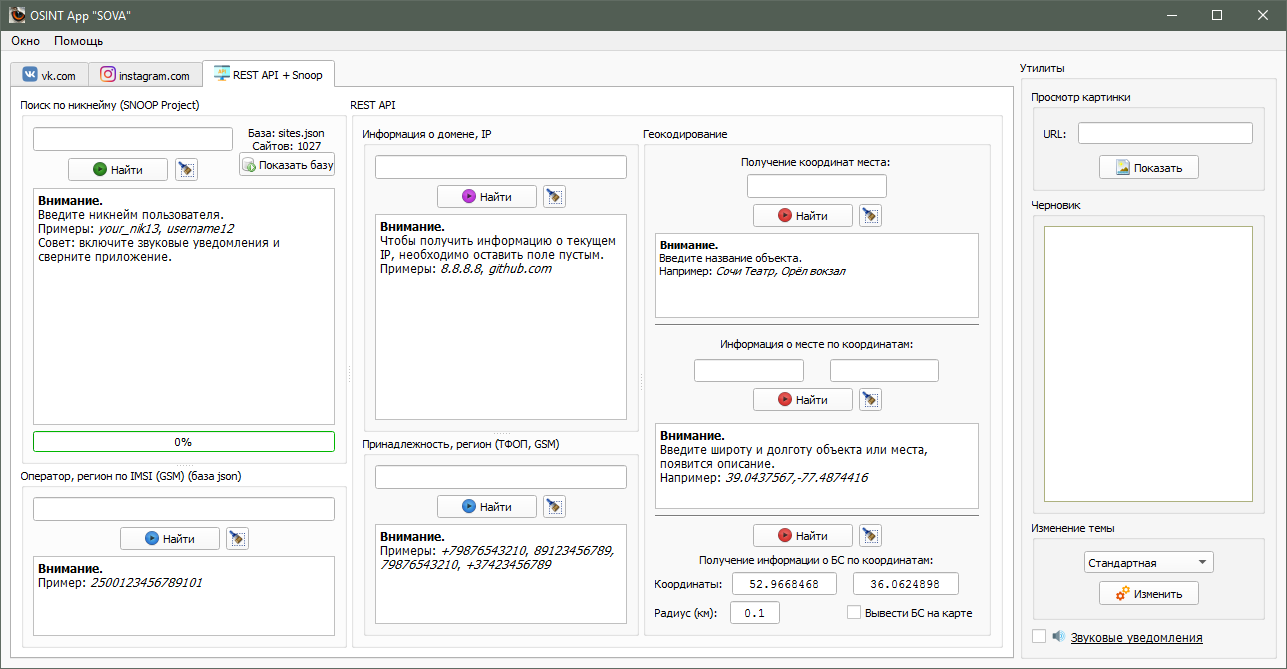 OSINT App "SOVA"
Окно Помощь
vk.com
instagram.com
REST API + Snoop
Поиск по никнейму (SNOOP Project)
База: sites.json
Сайтов: 1027
Найти
Показать базу
Внимание.
Введите никнейм пользователя.
Примеры: your_nik13, username12
Совет: включите звуковые уведомления и
сверните приложение.
0%
Оператор, регион по IMSI (GSM) (база json)
Найти
Внимание.
Пример: 2500123456789101
REST API
Информация о домене, IP
Найти
Внимание.
Чтобы получить информацию о текущем
IP, необходимо оставить поле пустым.
Примеры: 8.8.8.8, github.com
Принадлежность, регион (ТФОП, GSM)
Найти
Внимание.
Примеры: +79876543210, 89123456789,
79876543210, +37423456789
Геокодирование
Получение координат места:
Найти
Внимание.
Введите название объекта.
Например: Сочи Театр, Орёл вокзал
Информация о месте по координатам:
Найти
Внимание.
Введите широту и долготу объекта или места,
появится описание.
Например: 39.0437567,-77.4874416
Найти
Получение информации о БС по координатам:
Координаты: 52.9668468 36.0624898
Радиус (км): 0.1 Вывести БС на карте
Утилиты
Просмотр картинки
URL:
Показать
Черновик
Изменение темы
Стандартная
Изменить
Звуковые уведомления